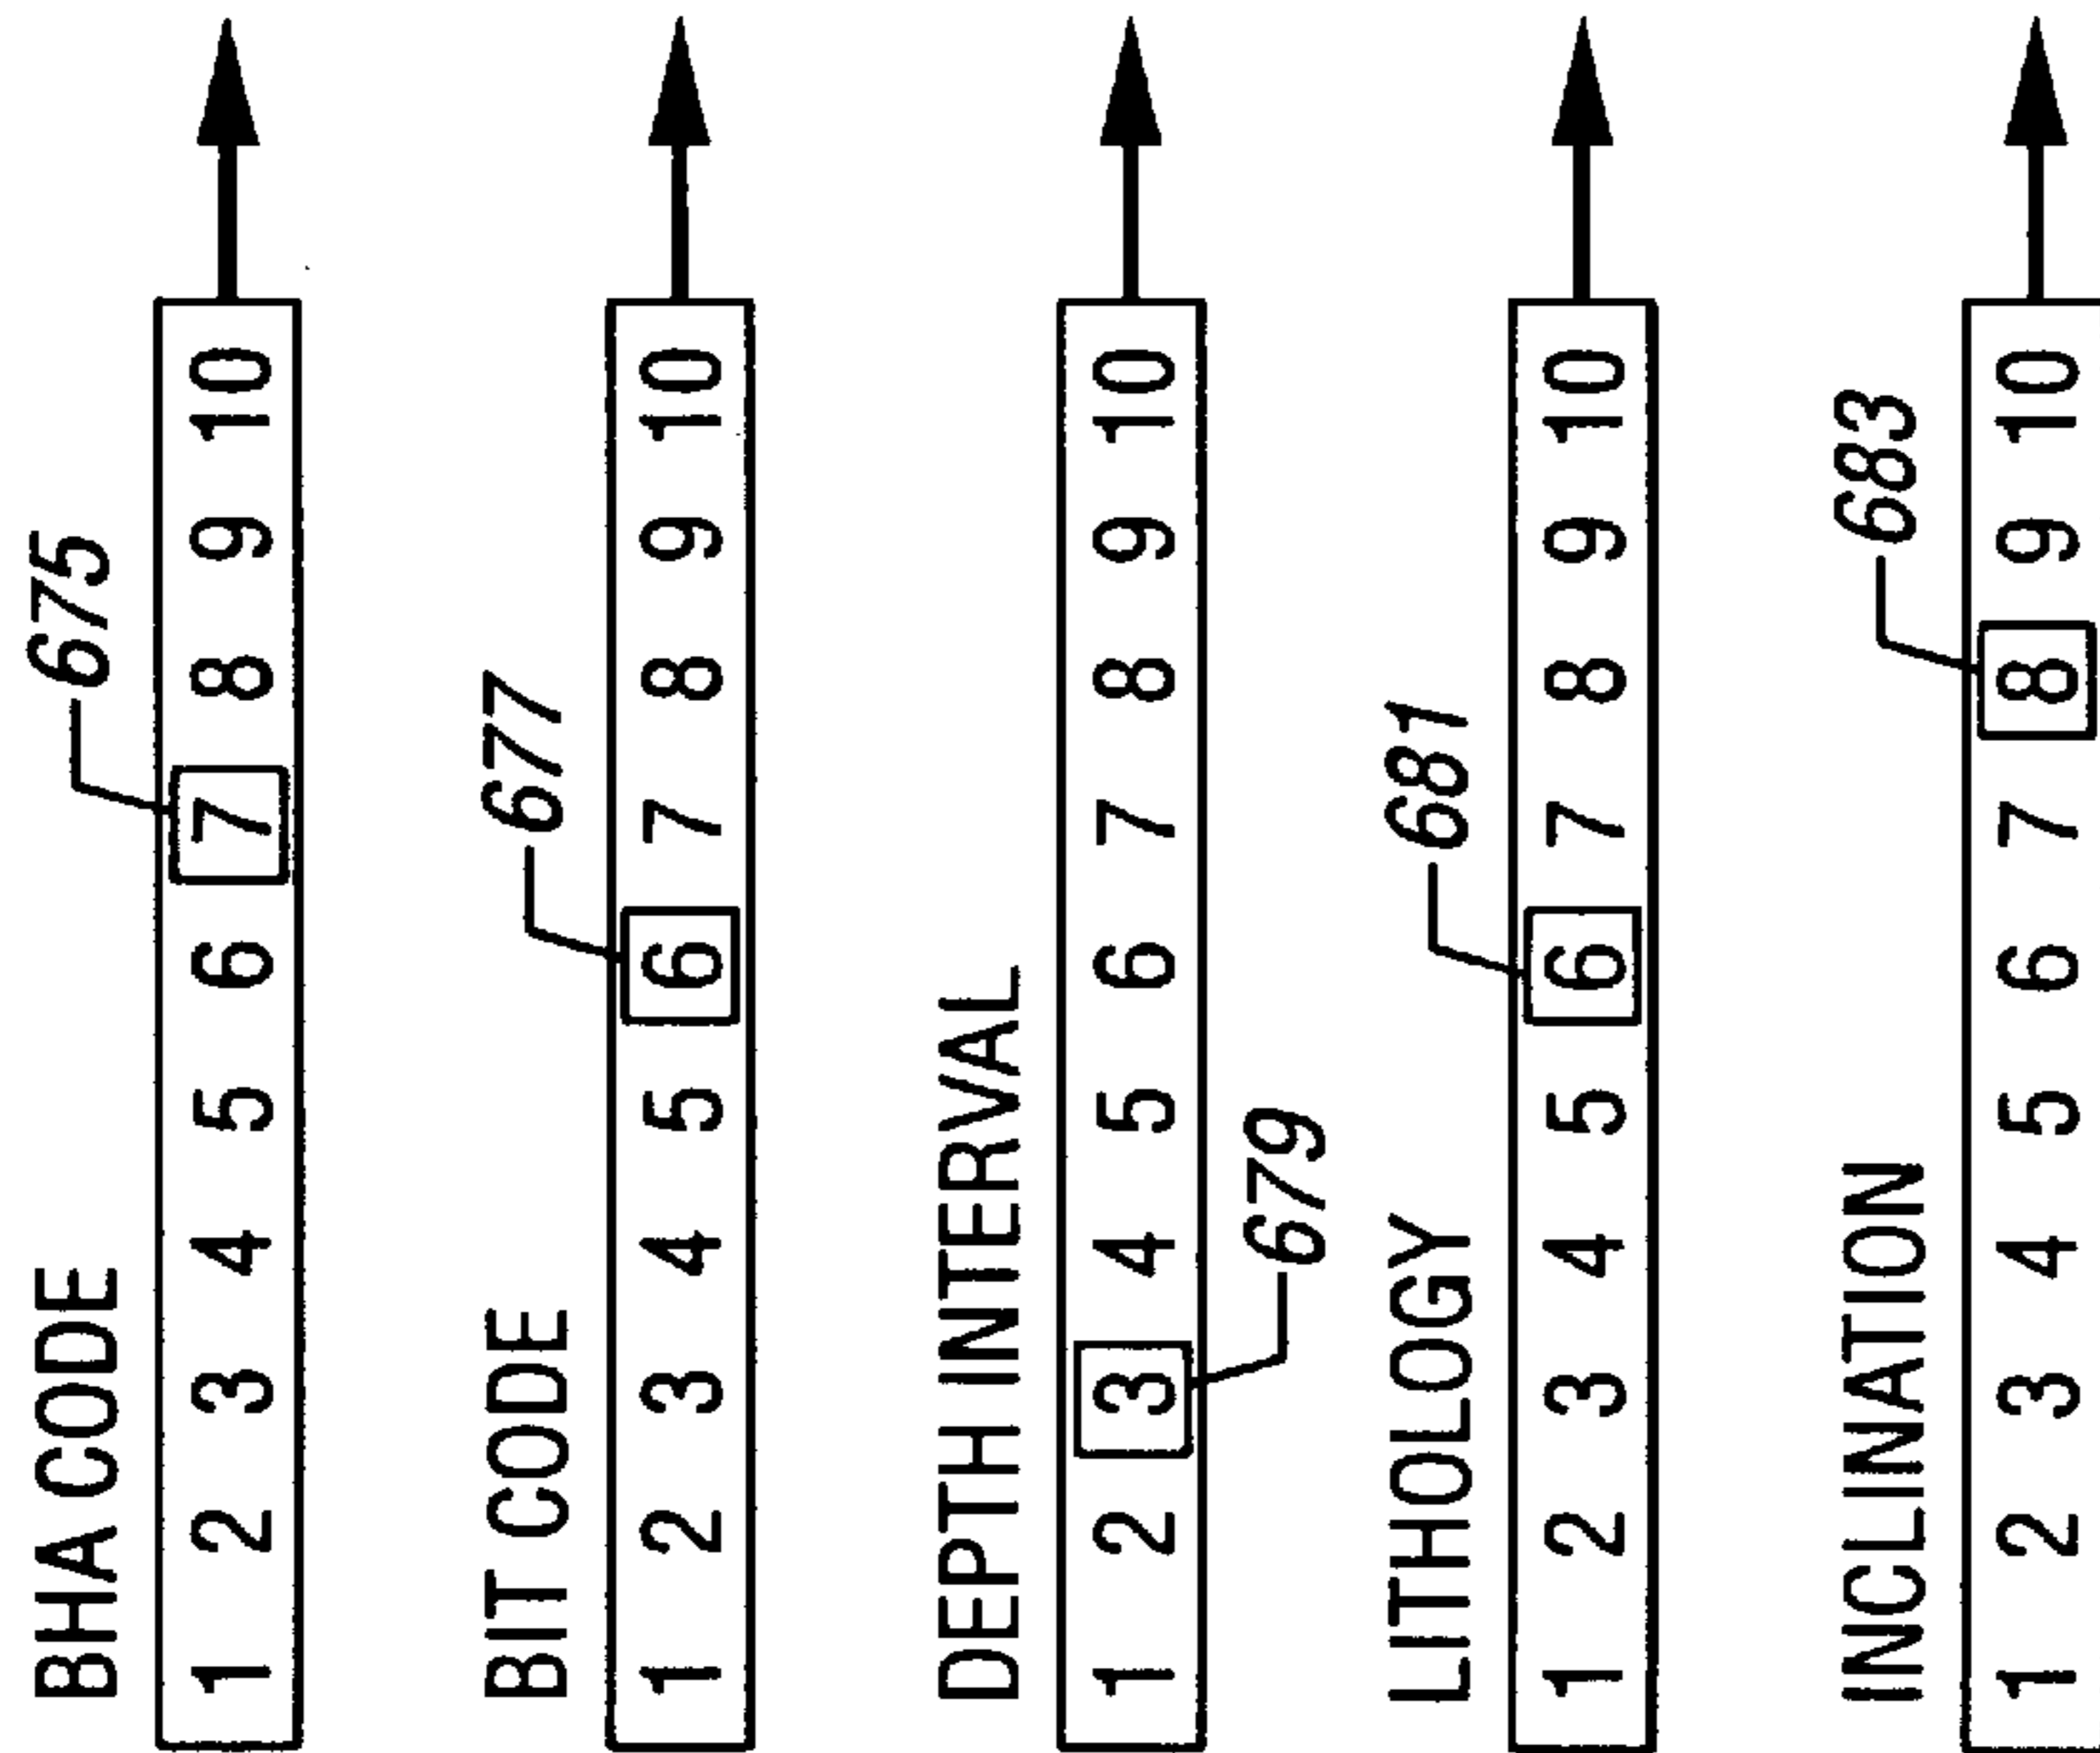 BHA CODE
675
1 2 3 4 5 6 7 8 9 10
BIT CODE
677
1 2 3 4 5 6 7 8 9 10
DEPTH INTERVAL
1 2 3 4 5 6 7 8 9 10
679
LITHOLOGY
681
1 2 3 4 5 6 7 8 9 10
INCLINATION
683
1 2 3 4 5 6 7 8 9 10